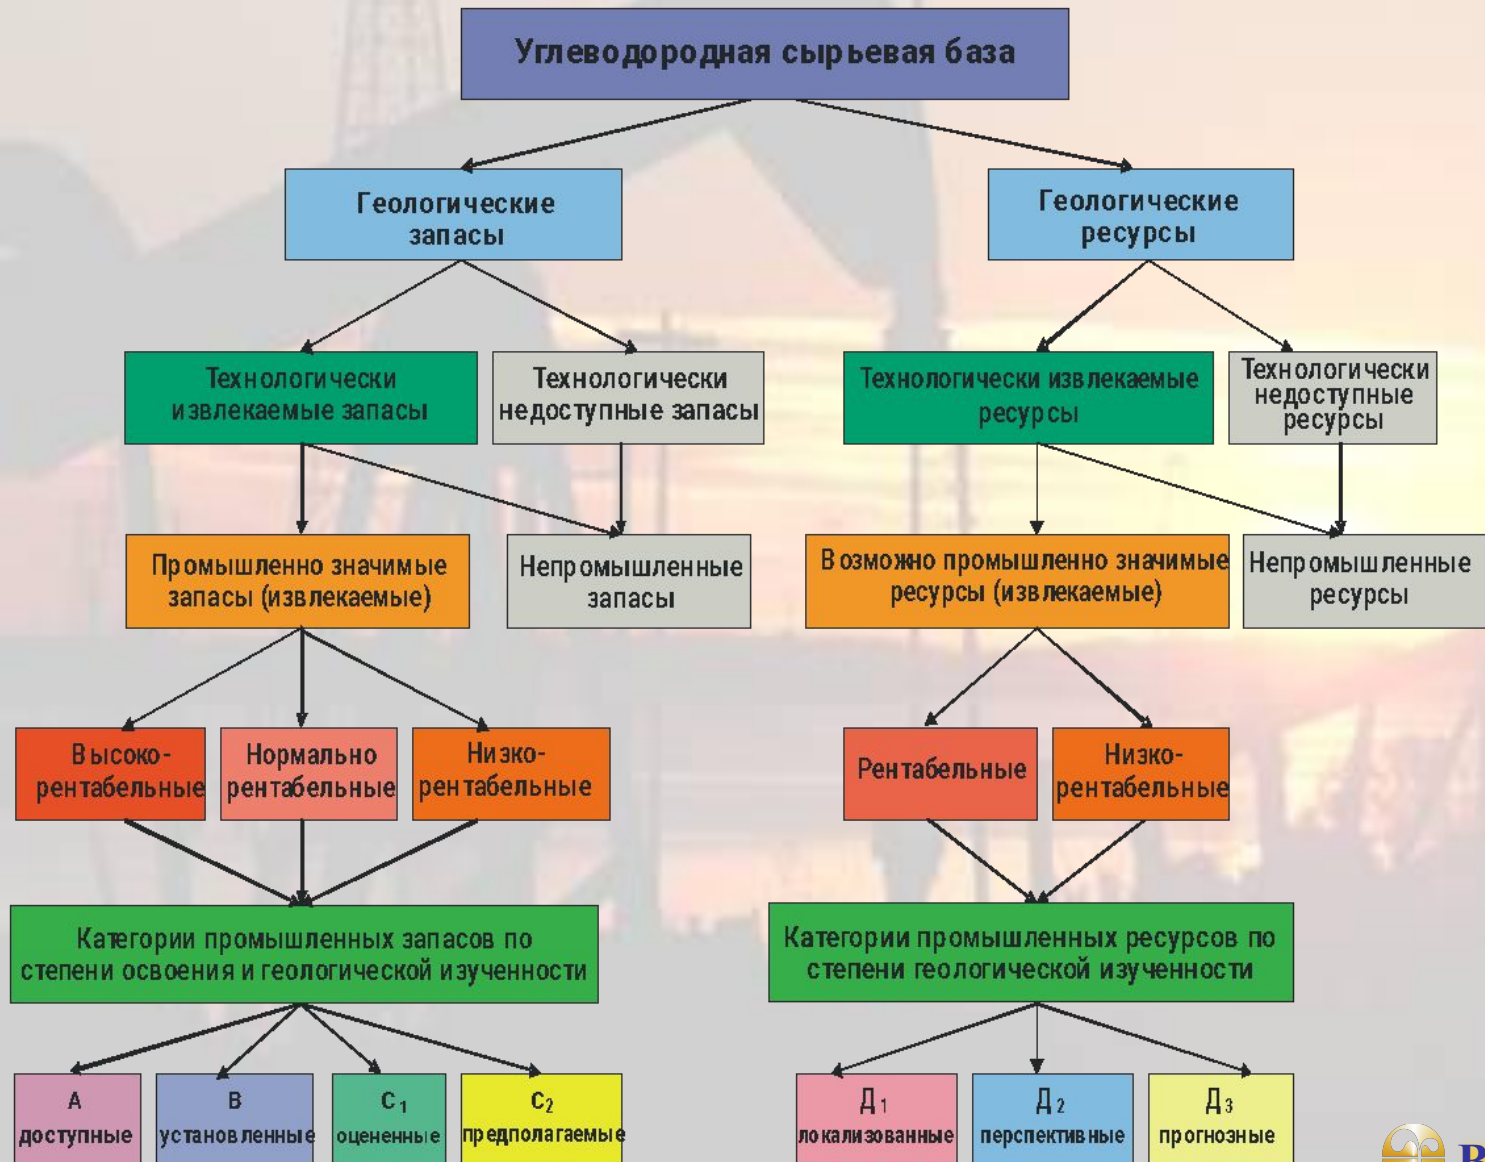 Углеводородная сырьевая база
Геологические
запасы
Геологические
ресурсы
Технологически
извлекаемые запасы
Технологически
недоступные запасы
Технологически извлекаемые
ресурсы
Технологически
недоступные
ресурсы
Промышленно значимые
запасы (извлекаемые)
Непромышленные
запасы
Возможно промышленно значимые
ресурсы (извлекаемые)
Непромышленные
ресурсы
Высоко-
рентабельные
Нормально
рентабельные
Низко-
рентабельные
Рентабельные
Низко-
рентабельные
Категории промышленных запасов по
степени освоения и геологической изученности
Категории промышленных ресурсов по
степени геологической изученности
А
доступные
В
установленные
С1
оцененные
С2
предполагаемые
Д1
локализованные
Д2
перспективные
Д3
прогнозные